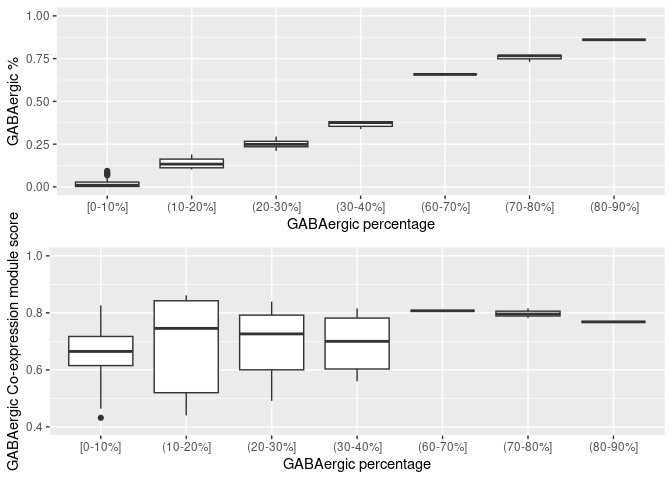 GABAergic %
1.00
0.75
0.50
0.25
0.00
[0-10%] (10-20%] (20-30%] (30-40%] (60-70%] (70-80%] (80-90%]
GABAergic percentage
GABAergic Co-expression module score
1.0
0.8
0.6
0.4
[0-10%] (10-20%] (20-30%] (30-40%] (60-70%] (70-80%] (80-90%]
GABAergic percentage